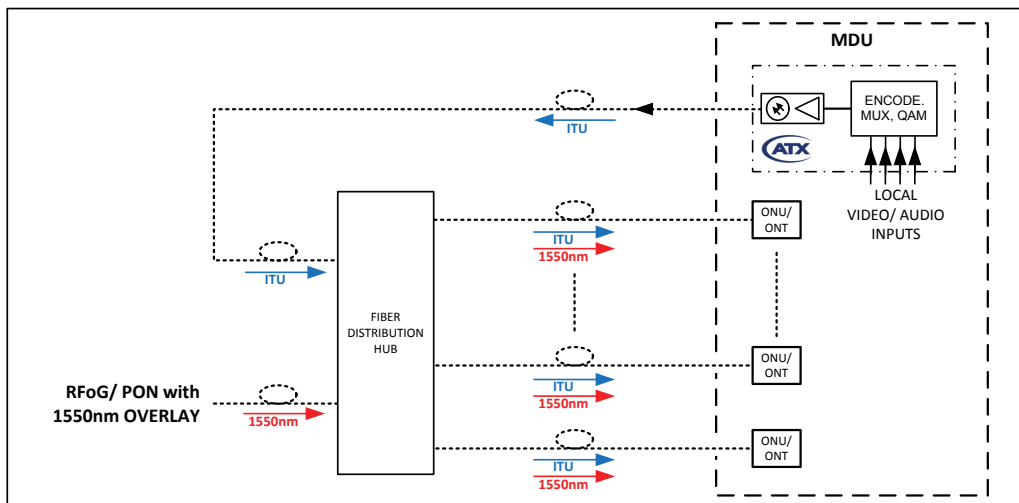 MDU
ENCODE.
MUX, QAM
ATX
LOCAL
VIDEO/ AUDIO
INPUTS
ITU
ONU/
ONT
ITU
1550nm
ITU
FIBER
DISTRIBUTION
HUB
ONU/
ONT
ITU
1550nm
RFoG/ PON with
1550nm OVERLAY
1550nm
ONU/
ONT
ITU
1550nm